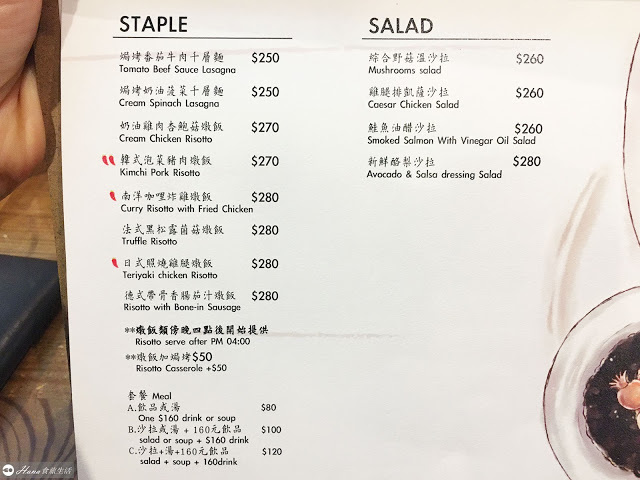 STAPLE
焗烤番茄牛肉千層麵 $250
Tomato Beef Sauce Lasagna
焗烤奶油菠菜千層麵 $250
Cream Spinach Lasagna
奶油雞肉杏鮑菇燉飯 $270
Cream Chicken Risotto
韓式泡菜豬肉燉飯 $270
Kimchi Pork Risotto
南洋咖哩炸雞燉飯 $280
Curry Risotto with Fried Chicken
法式黑松露菌菇燉飯 $280
Truffle Risotto
日式照燒雞腿燉飯 $280
Teriyaki chicken Risotto
德式帶骨香腸茄汁燉飯 $280
Risotto with Bone-in Sausage
**燉飯類傍晚四點後開始提供
Risotto serve after PM 04:00
**燉飯加焗烤$50
Risotto Casserole +$50
套餐 Meal
A.飲品或湯 $80
One $160 drink or soup
B.沙拉或湯 + 160元飲品 $100
salad or soup + $160 drink
C.沙拉+湯+160元飲品 $120
salad + soup + 160drink
SALAD
綜合野菇溫沙拉 $260
Mushrooms salad
雞腿排凱薩沙拉 $260
Caesar Chicken Salad
鮭魚油醋沙拉 $260
Smoked Salmon With Vinegar Oil Salad
新鮮酪梨沙拉 $280
Avocado & Salsa dressing Salad
Hana食旅生活